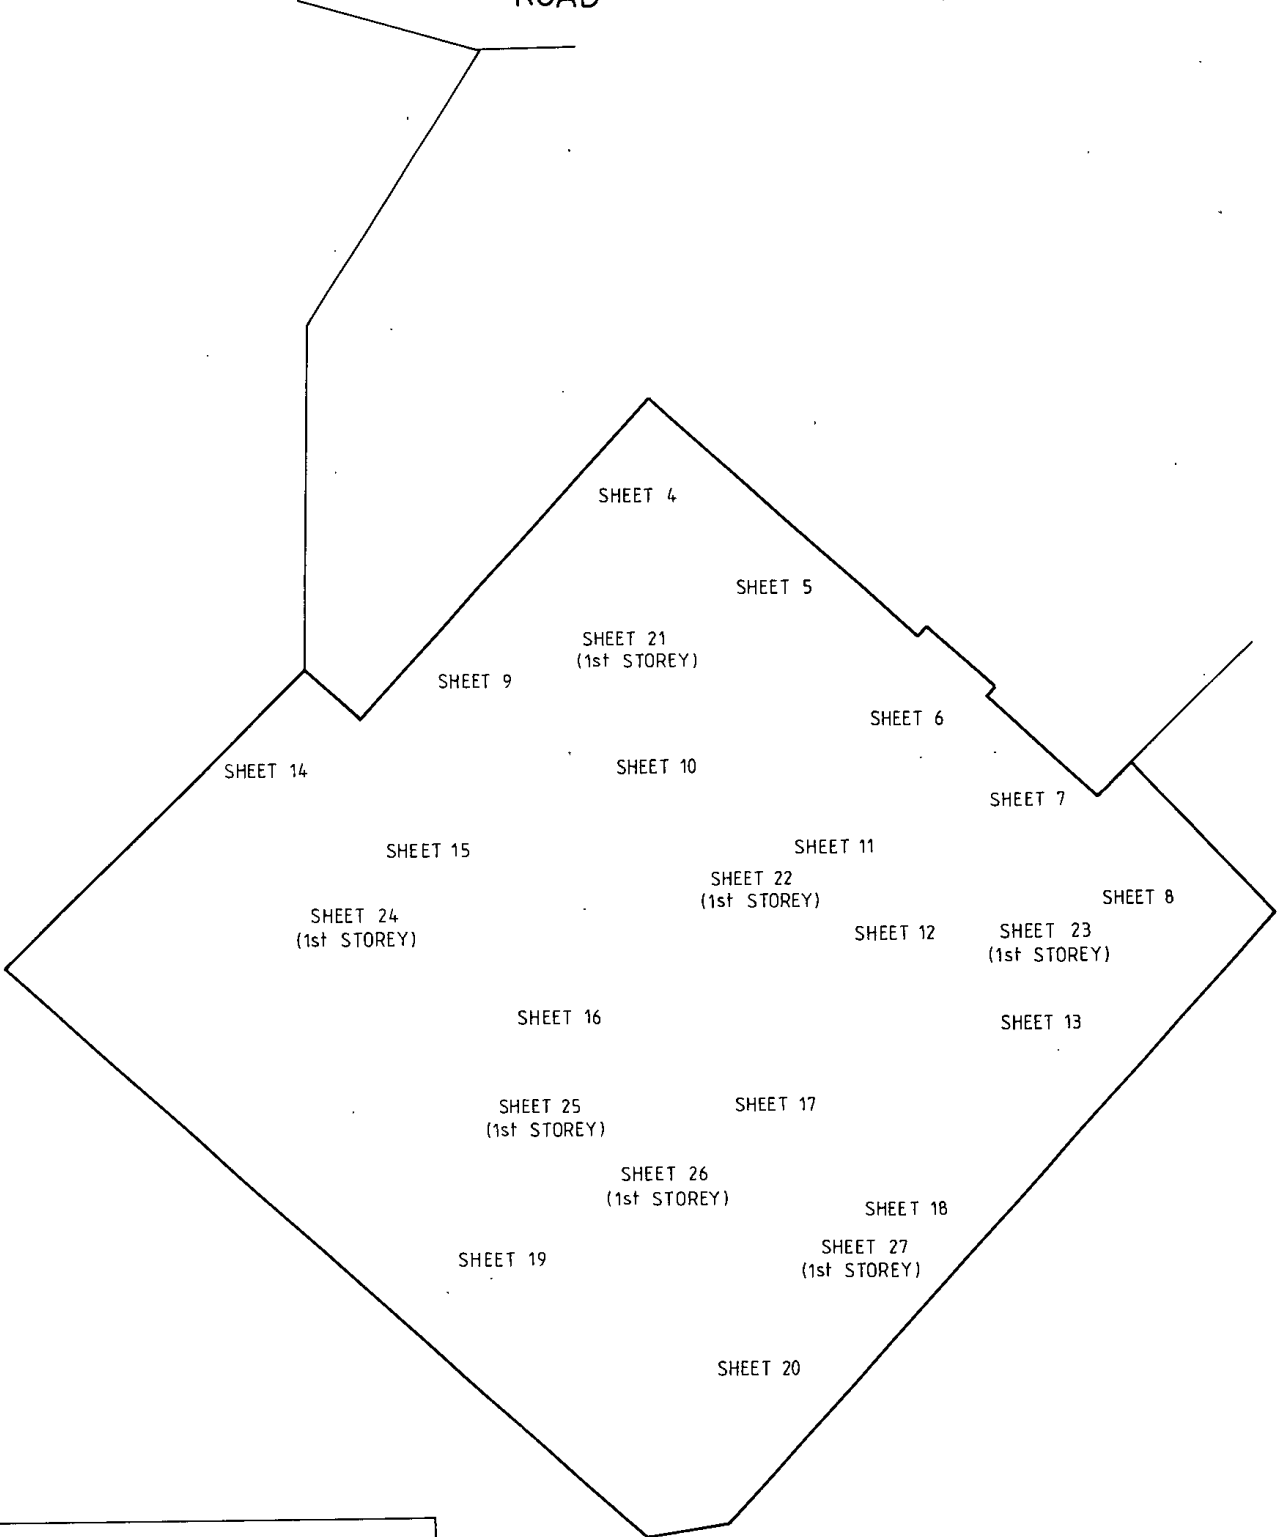 ROAD
SHEET 4
SHEET 5
SHEET 21
(1st STOREY)
SHEET 9
SHEET 6
SHEET 10
SHEET 14
SHEET 7
SHEET 15
SHEET 11
SHEET 22
(1st STOREY)
SHEET 8
SHEET 24
(1st STOREY)
SHEET 12
SHEET 23
(1st STOREY)
SHEET 16
SHEET 13
SHEET 25
(1st STOREY)
SHEET 17
SHEET 26
(1st STOREY)
SHEET 18
SHEET 27
(1st STOREY)
SHEET 19
SHEET 20